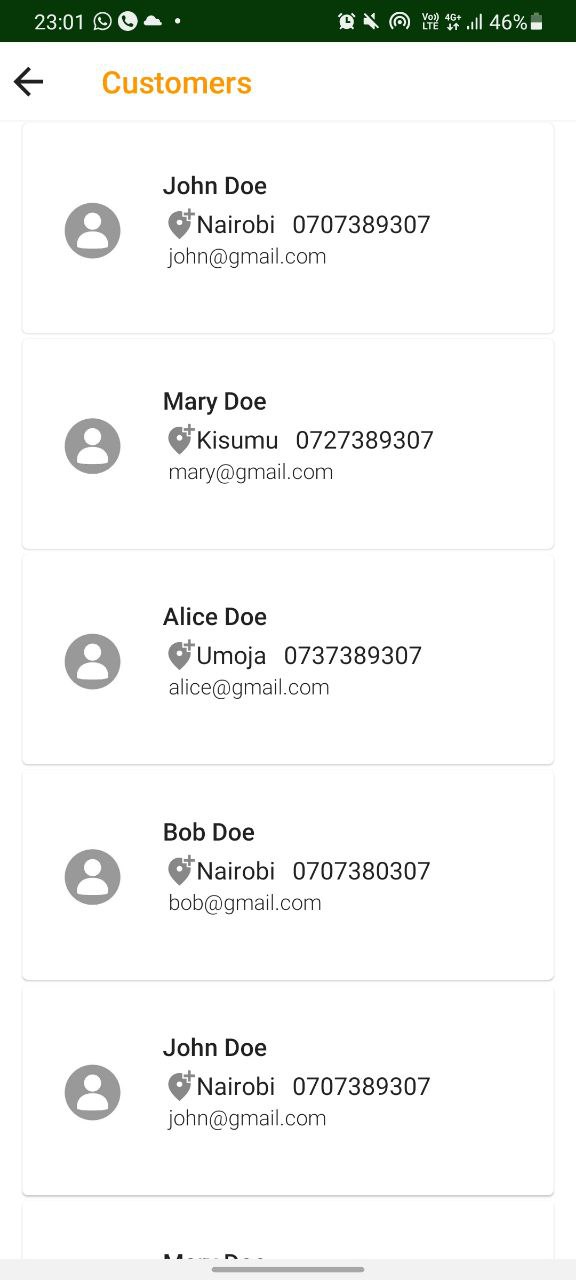 23:01 Vo)) LTE 4G+ 46%
Customers
John Doe
Nairobi 0707389307
john@gmail.com
Mary Doe
Kisumu 0727389307
mary@gmail.com
Alice Doe
Umoja 0737389307
alice@gmail.com
Bob Doe
Nairobi 0707380307
bob@gmail.com
John Doe
Nairobi 0707389307
john@gmail.com
Mary Doe